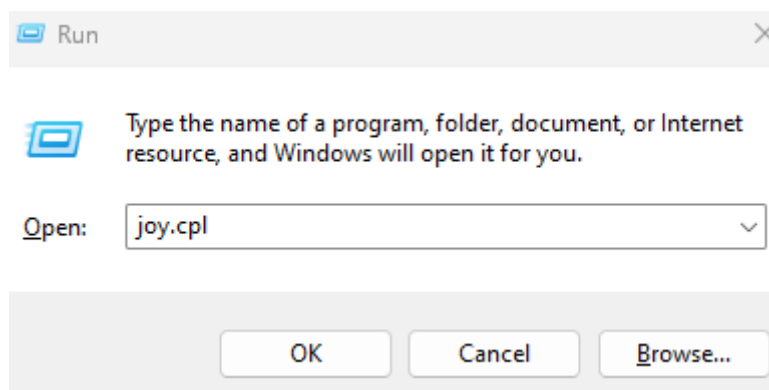 Run
Type the name of a program, folder, document, or Internet
resource, and Windows will open it for you.
Open: joy.cpl
OK Cancel Browse...